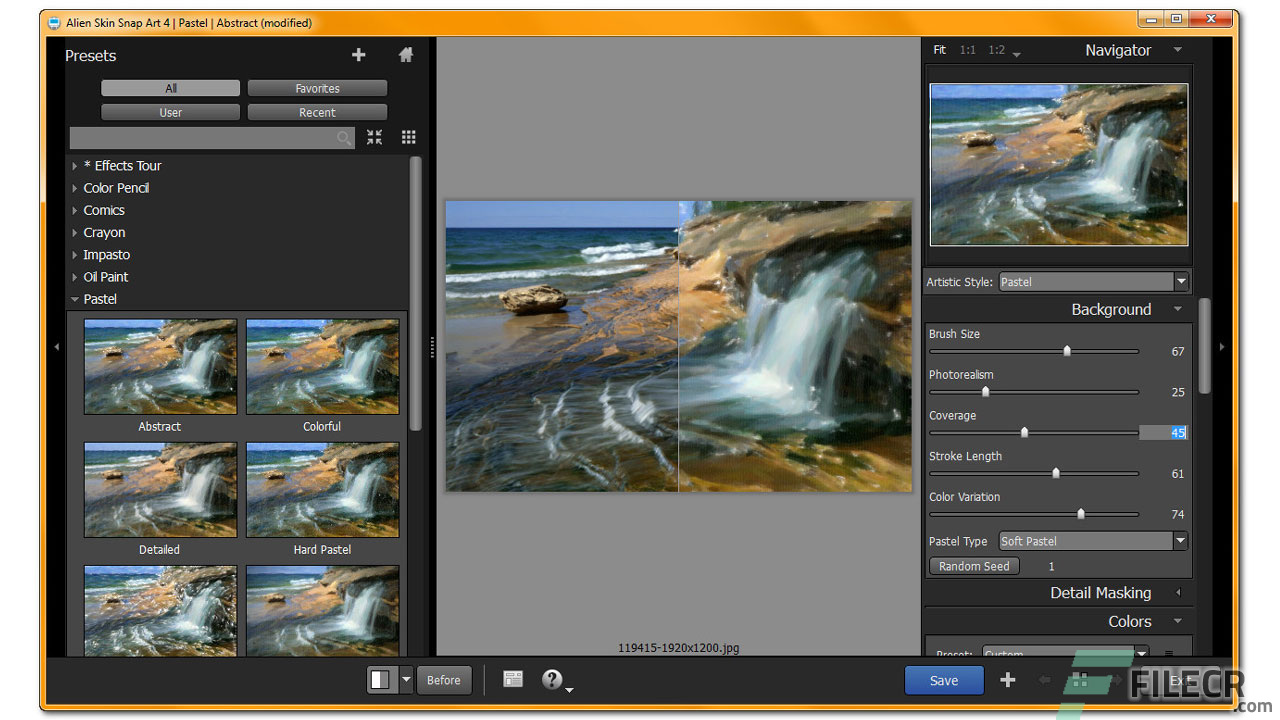 Alien Skin Snap Art 4 | Pastel | Abstract (modified)
Presets
All
Favorites
User
Recent
* Effects Tour
Color Pencil
Comics
Crayon
Impasto
Oil Paint
Pastel
Abstract
Colorful
Detailed
Hard Pastel
119415-1920x1200.jpg
Before
?
Fit 1:1 1:2
Navigator
Artistic Style: Pastel
Background
Brush Size
67
Photorealism
25
Coverage
45
Stroke Length
61
Color Variation
74
Pastel Type Soft Pastel
Random Seed 1
Detail Masking
Colors
Preset: Custom
Save
FILECR
.com